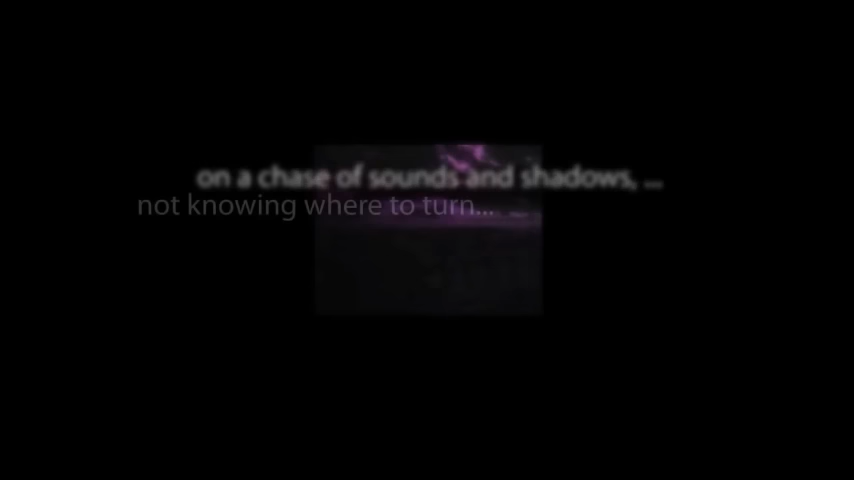 on a chase of sounds and shadows, ...
not knowing where to turn...